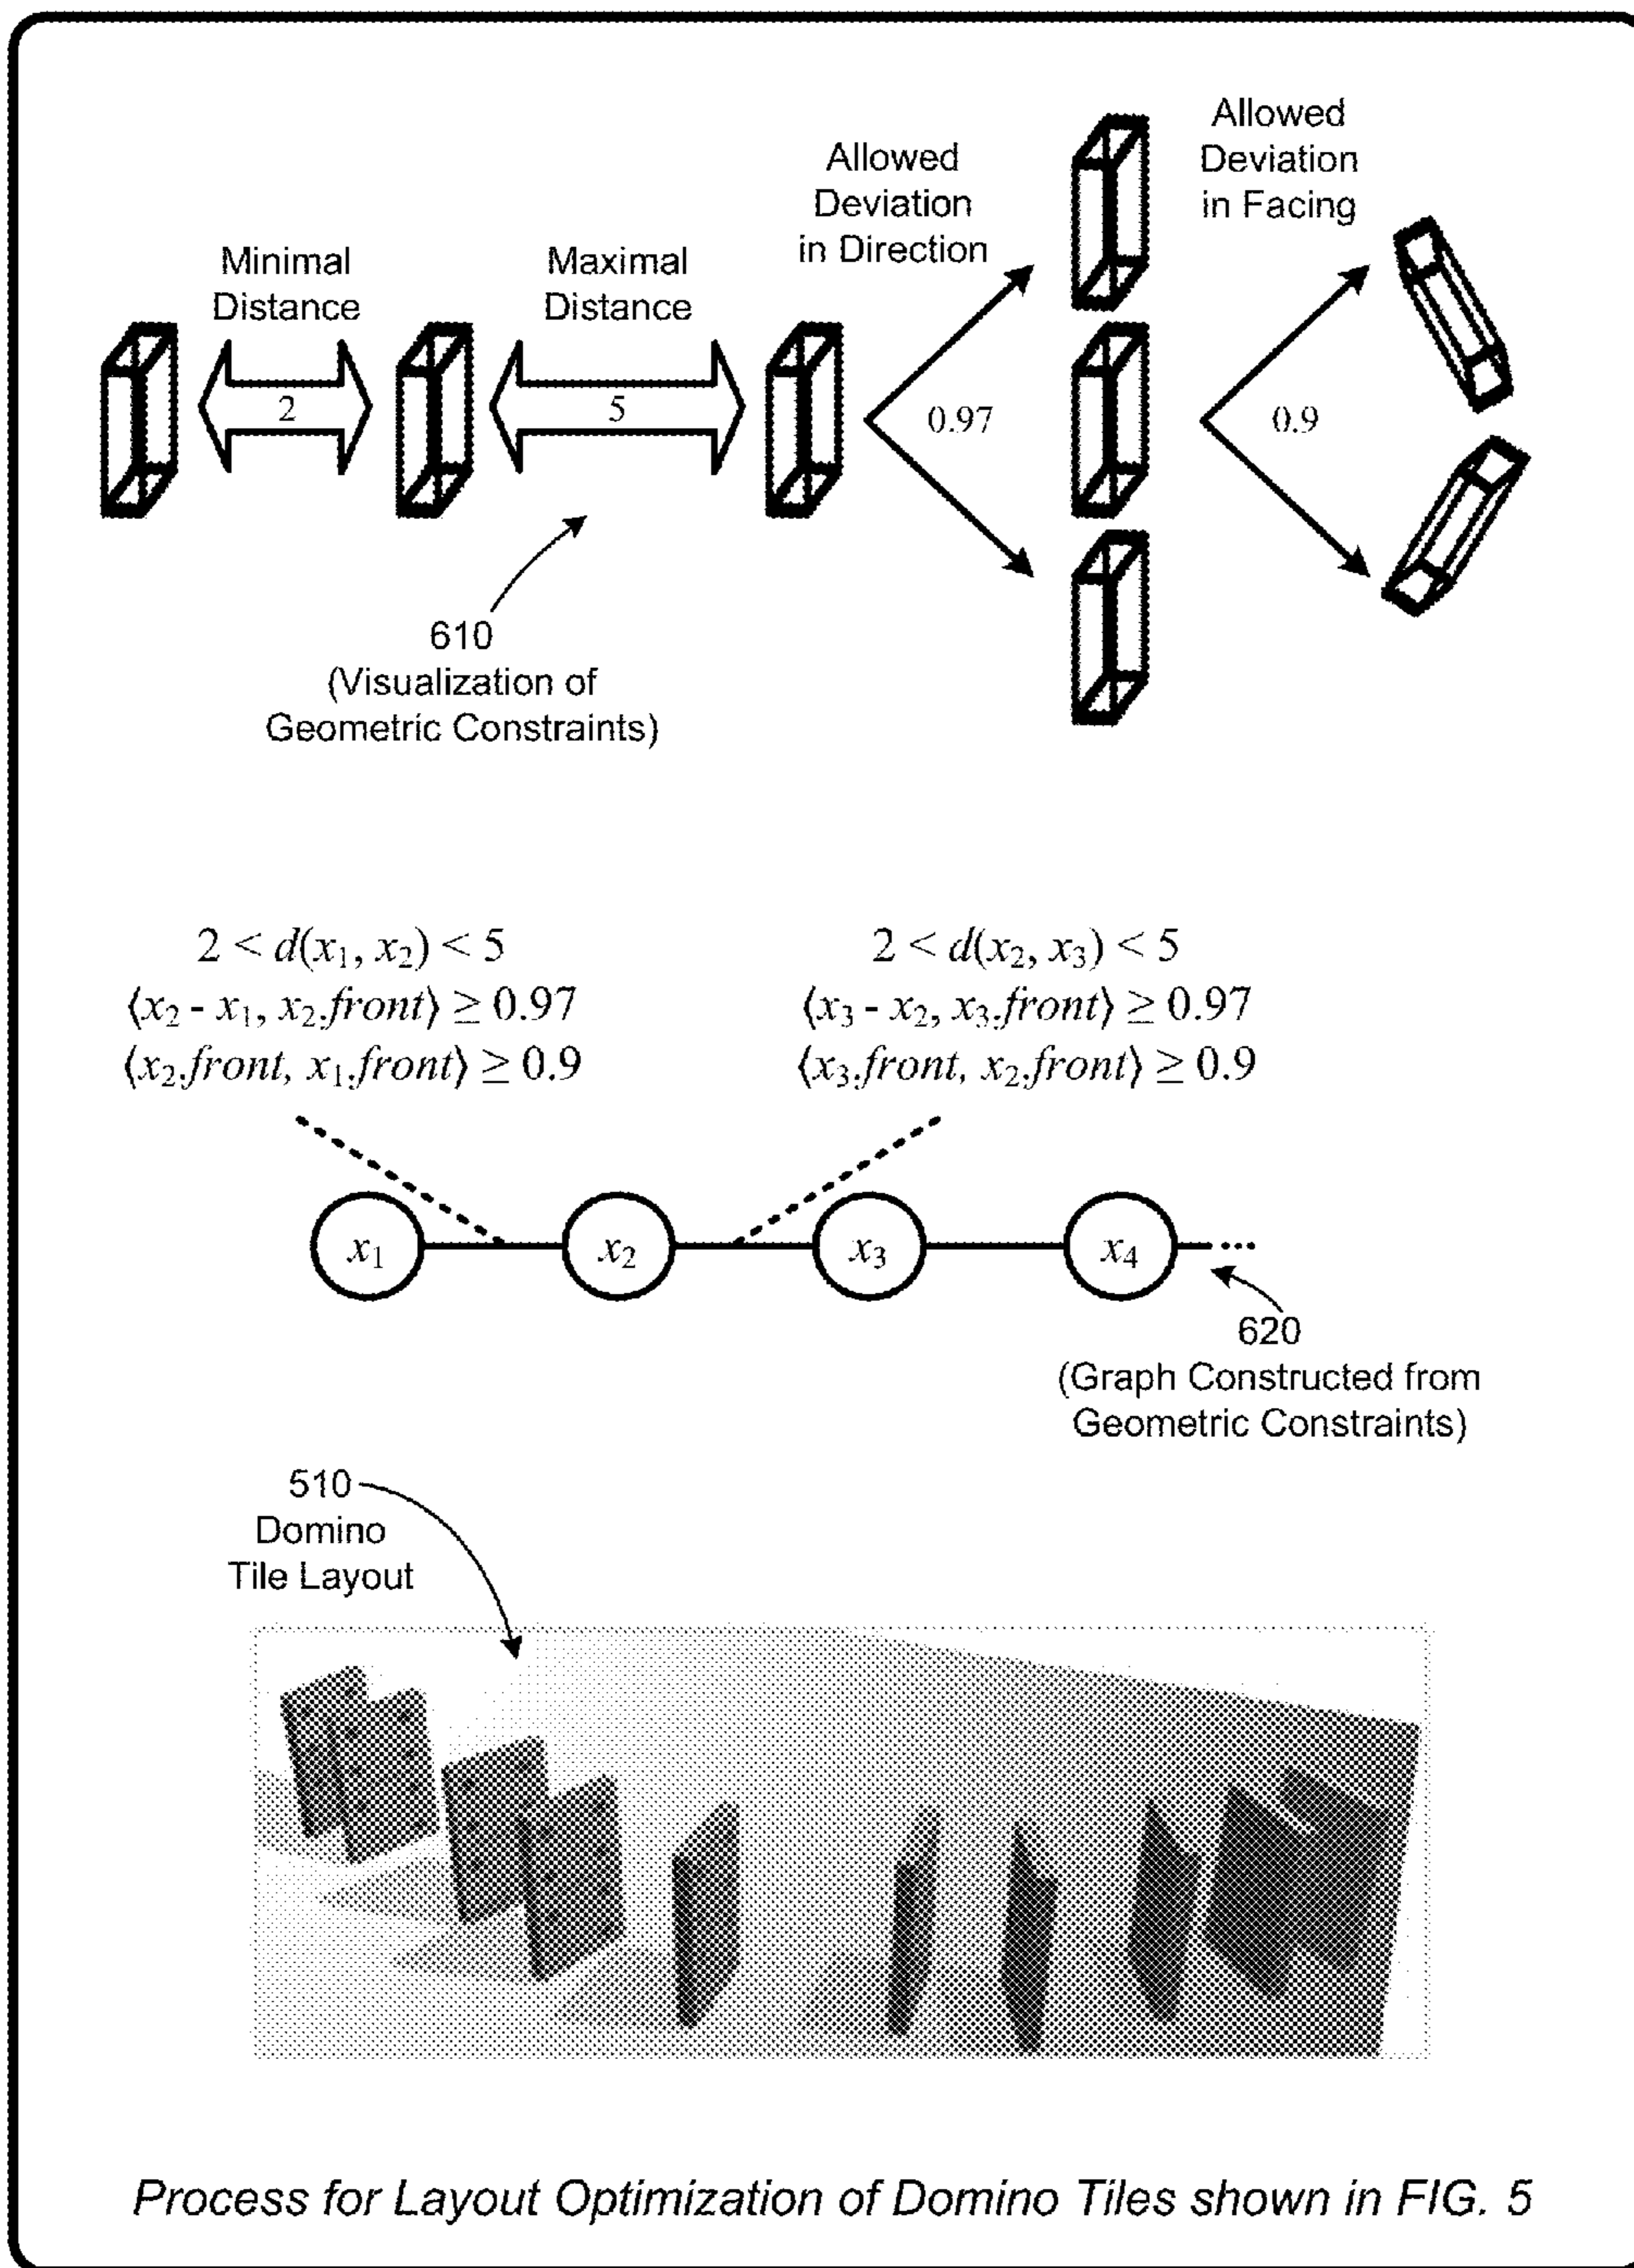 Allowed
Deviation
in Direction
Allowed
Deviation
in Facing
Minimal
Distance
Maximal
Distance
2
5
0.97
0.9
610
(Visualization of
Geometric Constraints)
2 < d(x₁, x₂) < 5
⟨x₂ - x₁, x₂.front⟩ ≥ 0.97
⟨x₂.front, x₁.front⟩ ≥ 0.9
2 < d(x₂, x₃) < 5
⟨x₃ - x₂, x₃.front⟩ ≥ 0.97
⟨x₃.front, x₂.front⟩ ≥ 0.9
x₁
x₂
x₃
x₄
620
(Graph Constructed from
Geometric Constraints)
510
Domino
Tile Layout
Process for Layout Optimization of Domino Tiles shown in FIG. 5